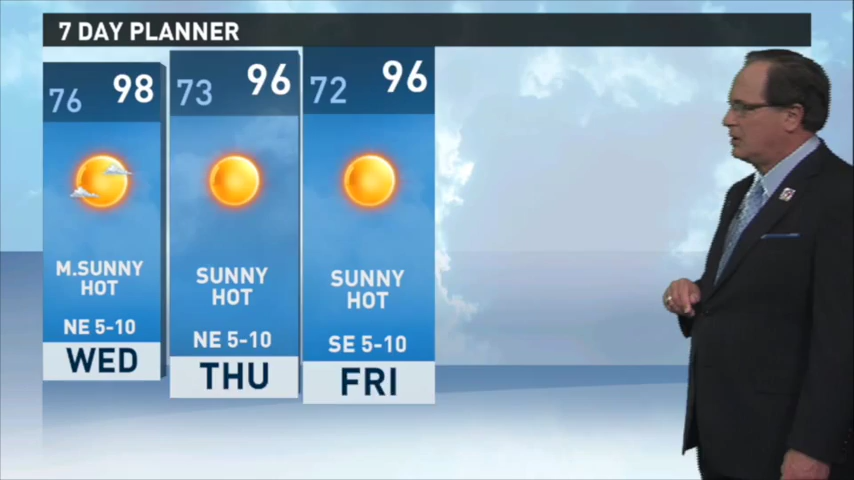 7 DAY PLANNER
76 98
M.SUNNY
HOT
NE 5-10
WED
73 96
SUNNY
HOT
NE 5-10
THU
72 96
SUNNY
HOT
SE 5-10
FRI